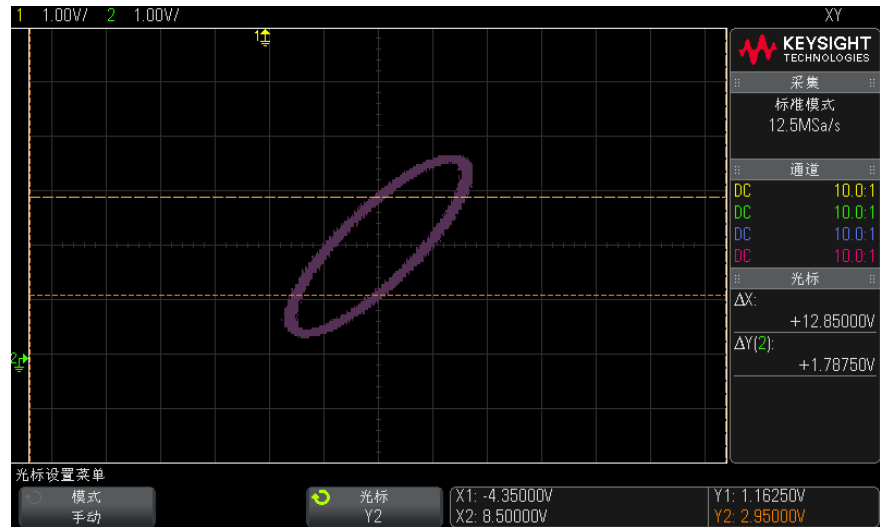 1 1.00V/ 2 1.00V/ XY
1
KEYSIGHT
TECHNOLOGIES
采集
标准模式
12.5MSa/s
通道
DC 10.0:1
DC 10.0:1
DC 10.0:1
DC 10.0:1
光标
ΔX:
+12.85000V
ΔY(2):
+1.78750V
2
光标设置菜单
模式
手动
光标
Y2
X1: -4.35000V
X2: 8.50000V
Y1: 1.16250V
Y2: 2.95000V